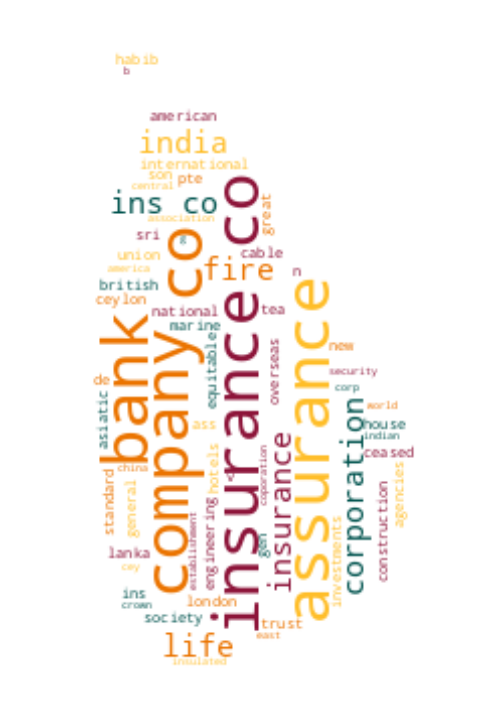 habib
b
american
india
international
son
pte
central
ins co
association
great
sri
g
union
cable
america
fire
n
british
ceylon
company co
insurance co
national
tea
marine
bank
assurance
equitable
overseas
new
security
de
corp
asiatic
world
ass
house
indian
corporation
ceased
china
standard
general
hotels
coporation
insurance
agencies
engineering
construction
establishment
investments
gen
lanka
cey
ins
crown
london
society
trust
east
life
insulated